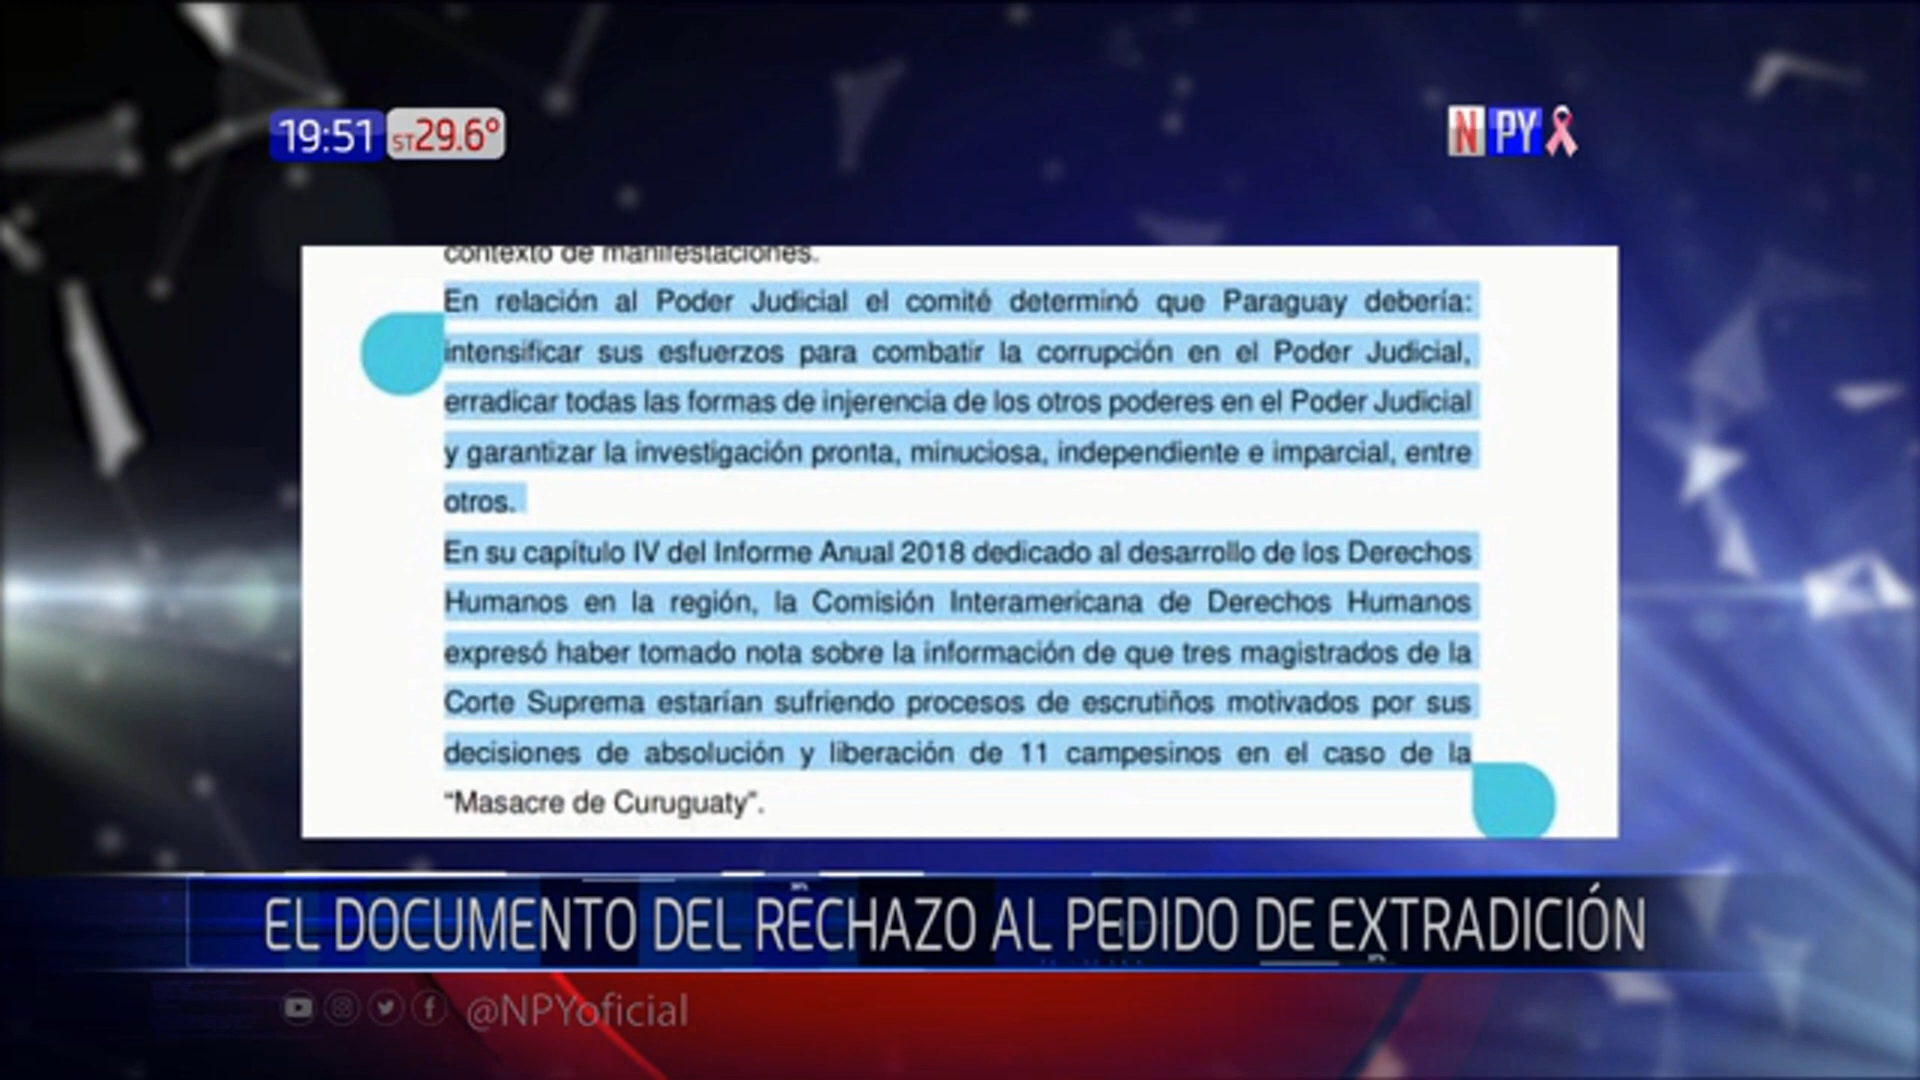 19:51 ST29.6°
N PY
contexto de manifestaciones.
En relación al Poder Judicial el comité determinó que Paraguay debería:
intensificar sus esfuerzos para combatir la corrupción en el Poder Judicial,
erradicar todas las formas de injerencia de los otros poderes en el Poder Judicial
y garantizar la investigación pronta, minuciosa, independiente e imparcial, entre
otros.
En su capítulo IV del Informe Anual 2018 dedicado al desarrollo de los Derechos
Humanos en la región, la Comisión Interamericana de Derechos Humanos
expresó haber tomado nota sobre la información de que tres magistrados de la
Corte Suprema estarían sufriendo procesos de escrutiños motivados por sus
decisiones de absolución y liberación de 11 campesinos en el caso de la
“Masacre de Curuguaty”.
EL DOCUMENTO DEL RECHAZO AL PEDIDO DE EXTRADICIÓN
@NPYoficial